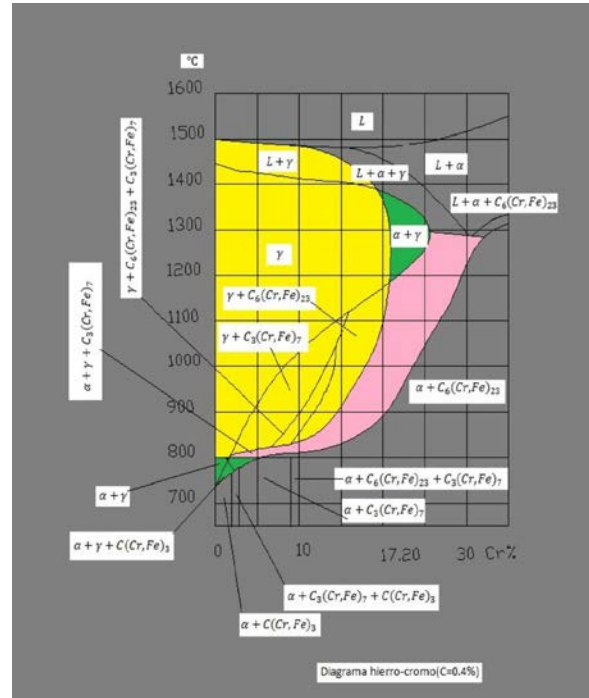 °C
1600
1500
1400
1300
1200
1100
1000
900
800
700
L
L + γ
L + α + γ
L + α
L + α + C₆(Cr,Fe)₂₃
α + γ
γ
γ + C₆(Cr,Fe)₂₃ + C₃(Cr,Fe)₇
γ + C₆(Cr,Fe)₂₃
γ + C₃(Cr,Fe)₇
α + γ + C₃(Cr,Fe)₇
α + C₆(Cr,Fe)₂₃
α + γ
α + C₆(Cr,Fe)₂₃ + C₃(Cr,Fe)₇
α + C₃(Cr,Fe)₇
α + γ + C(Cr,Fe)₃
0 10 17.20 30 Cr%
α + C₃(Cr,Fe)₇ + C(Cr,Fe)₃
α + C(Cr,Fe)₃
Diagrama hierro-cromo(C=0.4%)